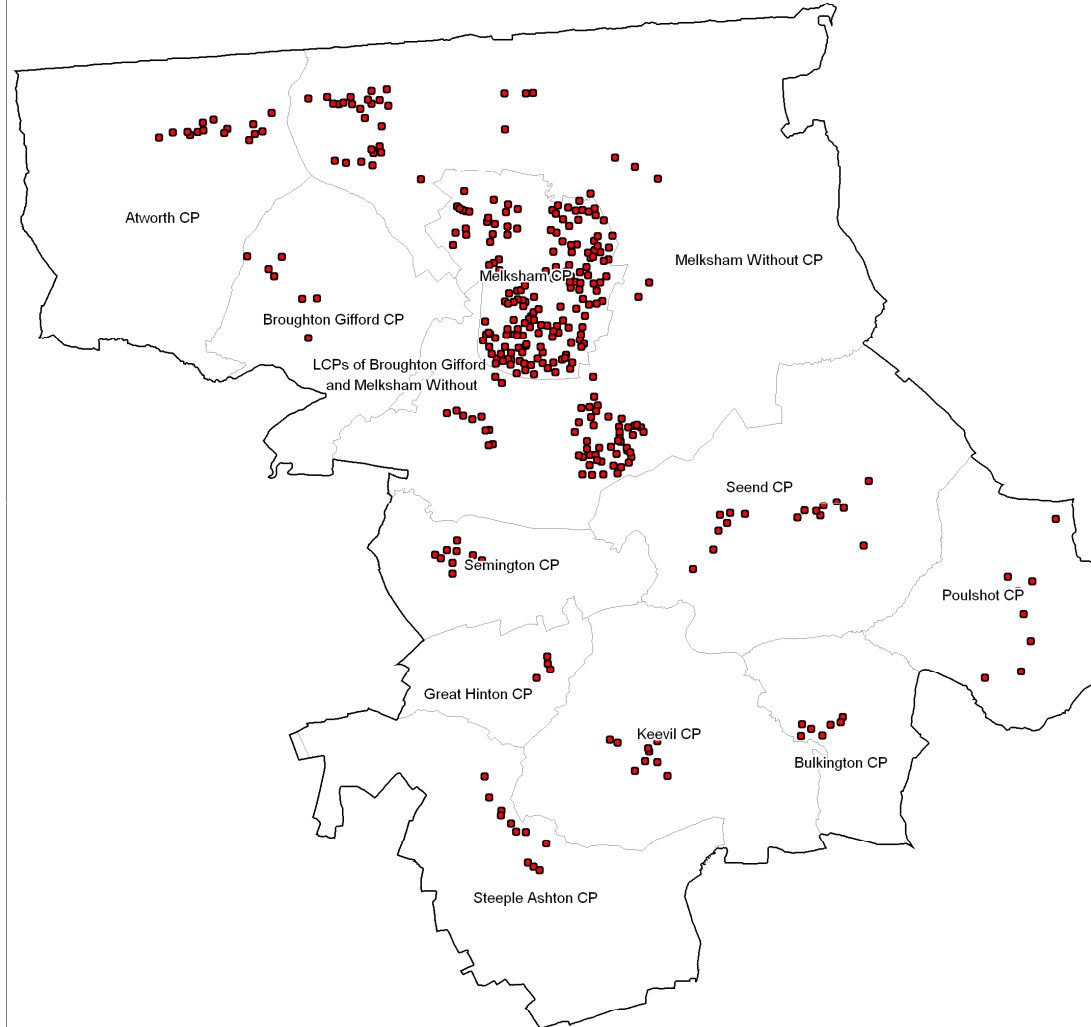 Atworth CP
Melksham Without CP
Melksham CP
Broughton Gifford CP
LCPs of Broughton Gifford
and Melksham Without
Seend CP
Semington CP
Poulshot CP
Great Hinton CP
Keevil CP
Bulkington CP
Steeple Ashton CP